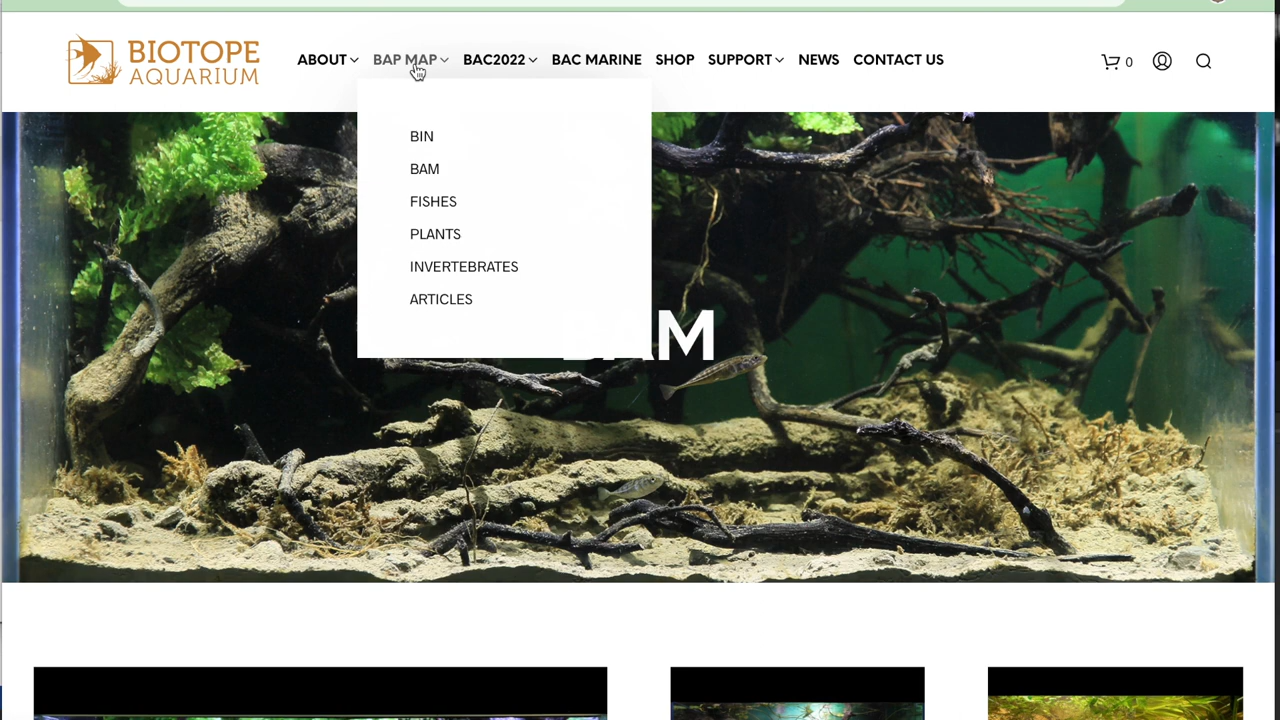 BIOTOPE
AQUARIUM
ABOUT BAP MAP BAC2022 BAC MARINE SHOP SUPPORT NEWS CONTACT US
0
BIN
BAM
FISHES
PLANTS
INVERTEBRATES
ARTICLES
BAM